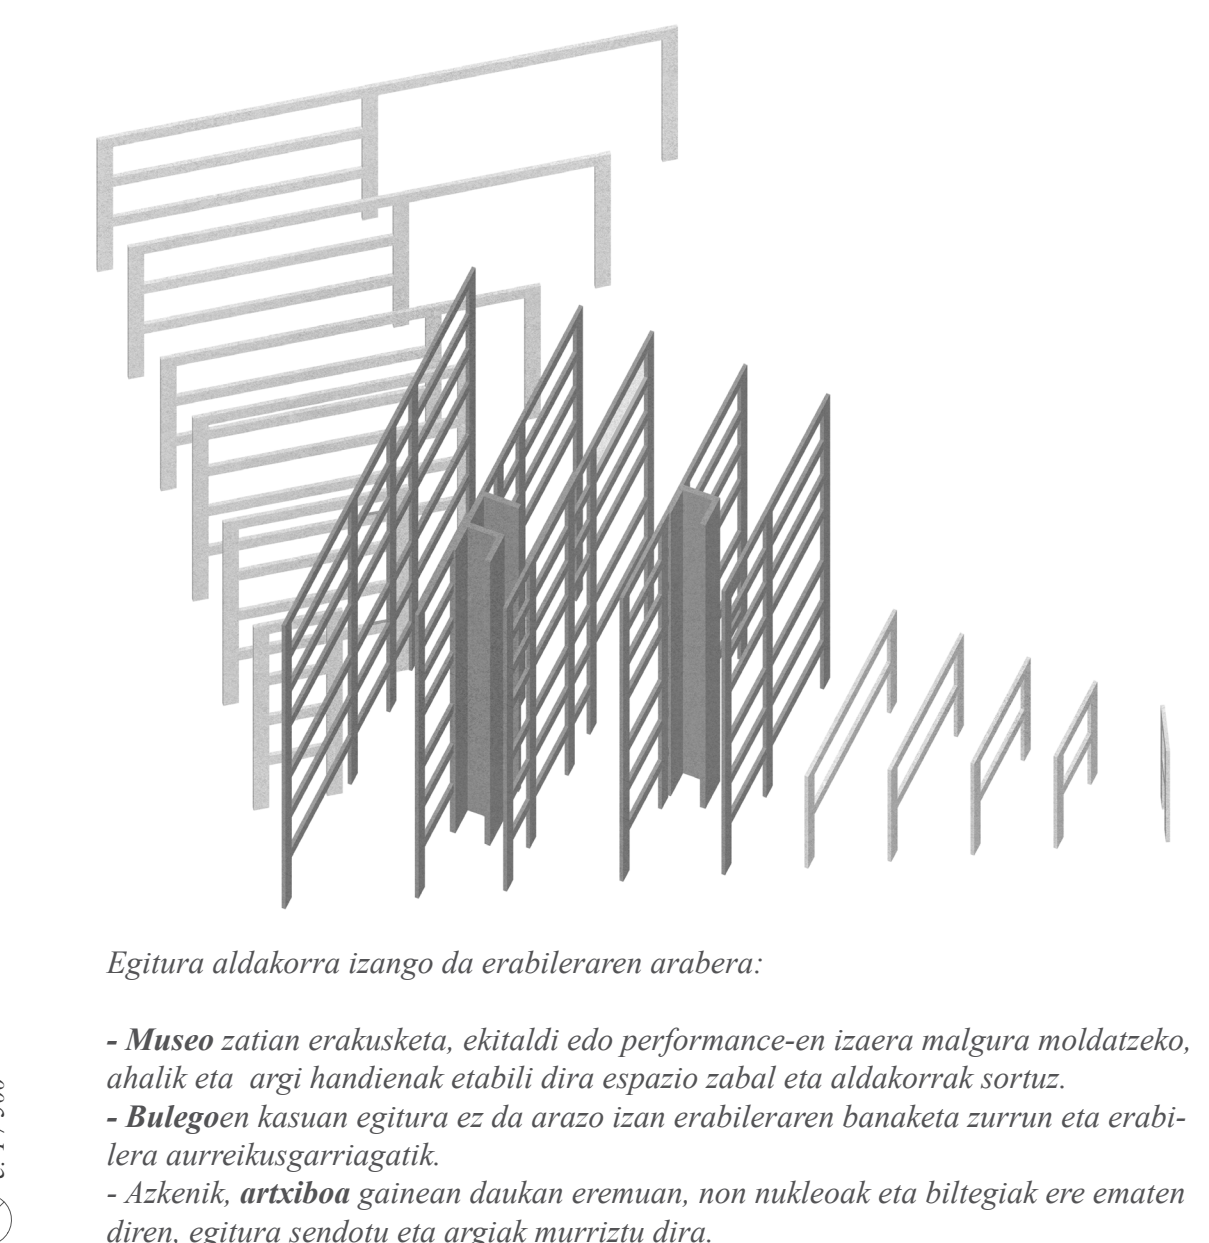 Egitura aldakorra izango da erabileraren arabera:
- Museo zatian erakusketa, ekitaldi edo performance-en izaera malgura moldatzeko,
ahalik eta argi handienak etabili dira espazio zabal eta aldakorrak sortuz.
- Bulegoen kasuan egitura ez da arazo izan erabileraren banaketa zurrun eta erabi-
lera aurreikusgarriagatik.
- Azkenik, artxiboa gainean daukan eremuan, non nukleoak eta biltegiak ere ematen
diren, egitura sendotu eta argiak murriztu dira.